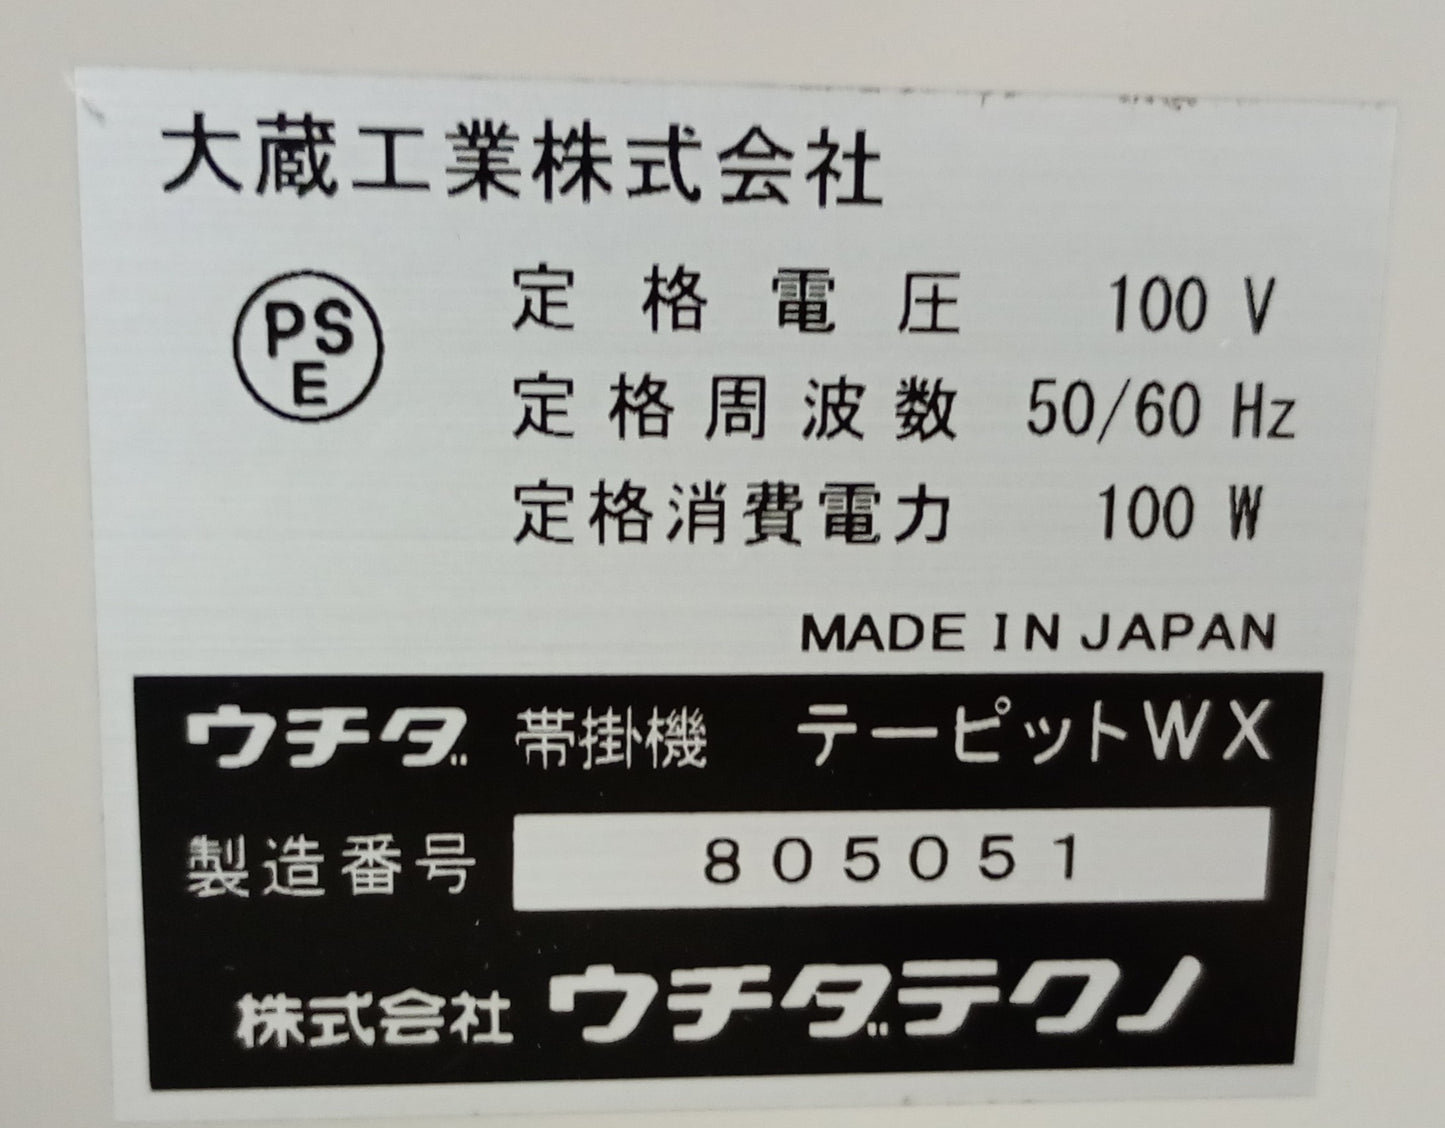 大蔵工業株式会社
PS
E
定格電圧 100 V
定格周波数 50/60 Hz
定格消費電力 100 W
MADE IN JAPAN
ウチダ 帯掛機 テーピットWX
製造番号 805051
株式会社 ウチダテクノ